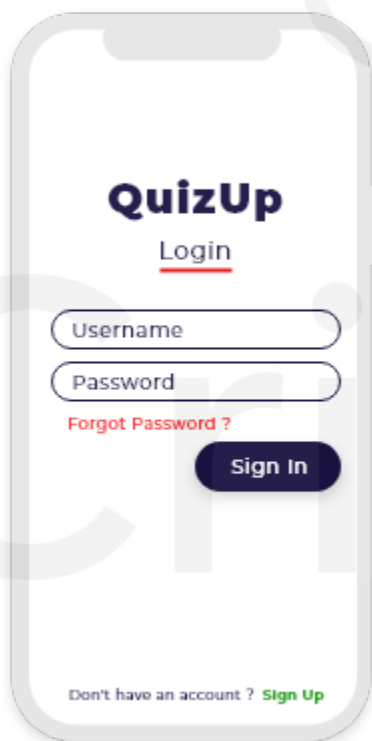 QuizUp
Login
Username
Password
Forgot Password ?
Sign In
Don't have an account ? Sign Up